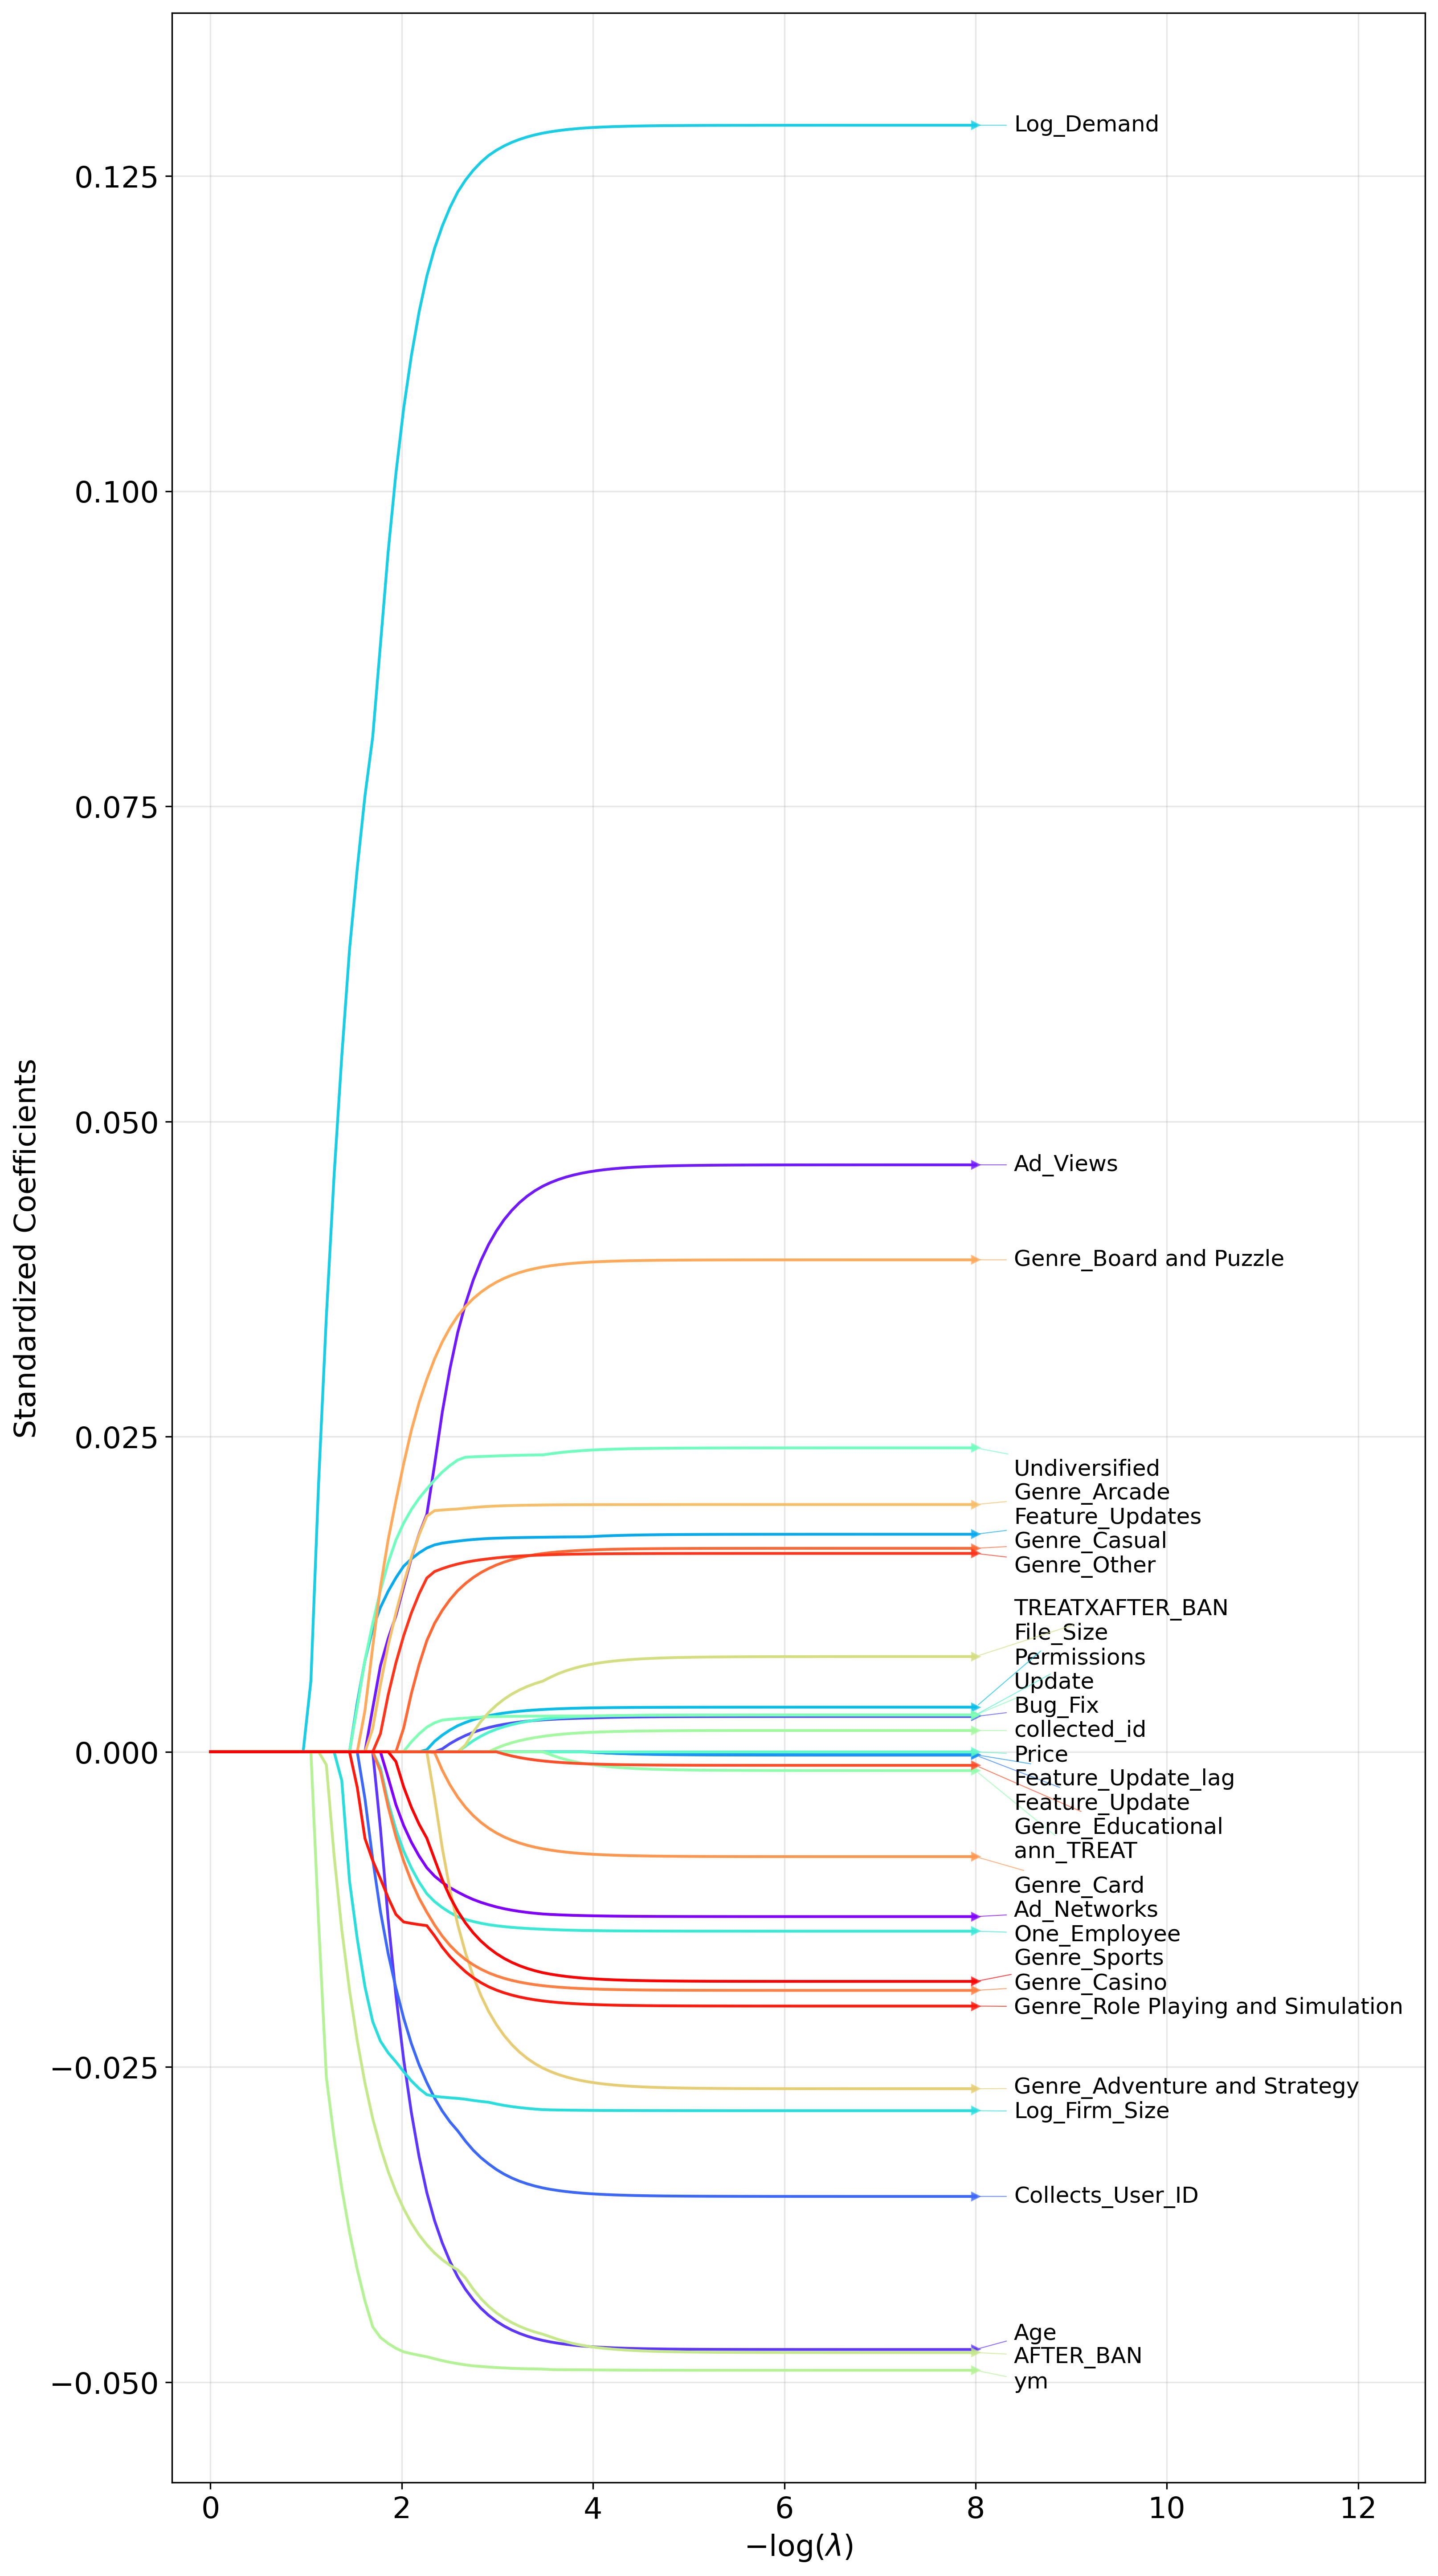 0.125
0.100
0.075
0.050
0.025
0.000
−0.025
−0.050
Standardized Coefficients
Log_Demand
Ad_Views
Genre_Board and Puzzle
Undiversified
Genre_Arcade
Feature_Updates
Genre_Casual
Genre_Other
TREATXAFTER_BAN
File_Size
Permissions
Update
Bug_Fix
collected_id
Price
Feature_Update_lag
Feature_Update
Genre_Educational
ann_TREAT
Genre_Card
Ad_Networks
One_Employee
Genre_Sports
Genre_Casino
Genre_Role Playing and Simulation
Genre_Adventure and Strategy
Log_Firm_Size
Collects_User_ID
Age
AFTER_BAN
ym
0 2 4 6 8 10 12
−log(λ)